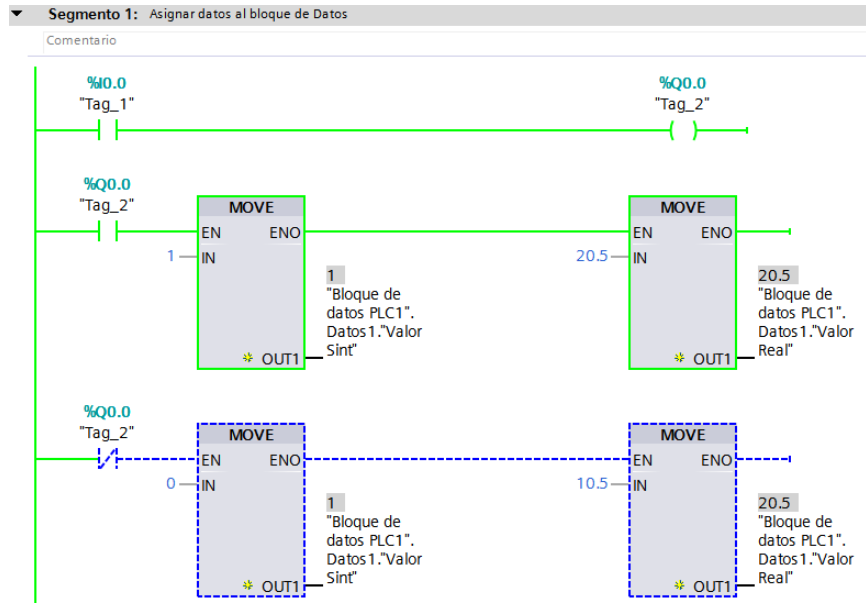 Segmento 1: Asignar datos al bloque de Datos
Comentario
%I0.0
"Tag_1"
%Q0.0
"Tag_2"
%Q0.0
"Tag_2"
MOVE
EN ENO
1 IN
1
"Bloque de
datos PLC1".
Datos1."Valor
Sint"
OUT1
MOVE
EN ENO
20.5 IN
20.5
"Bloque de
datos PLC1".
Datos1."Valor
Real"
OUT1
%Q0.0
"Tag_2"
MOVE
EN ENO
0 IN
1
"Bloque de
datos PLC1".
Datos1."Valor
Sint"
OUT1
MOVE
EN ENO
10.5 IN
20.5
"Bloque de
datos PLC1".
Datos1."Valor
Real"
OUT1